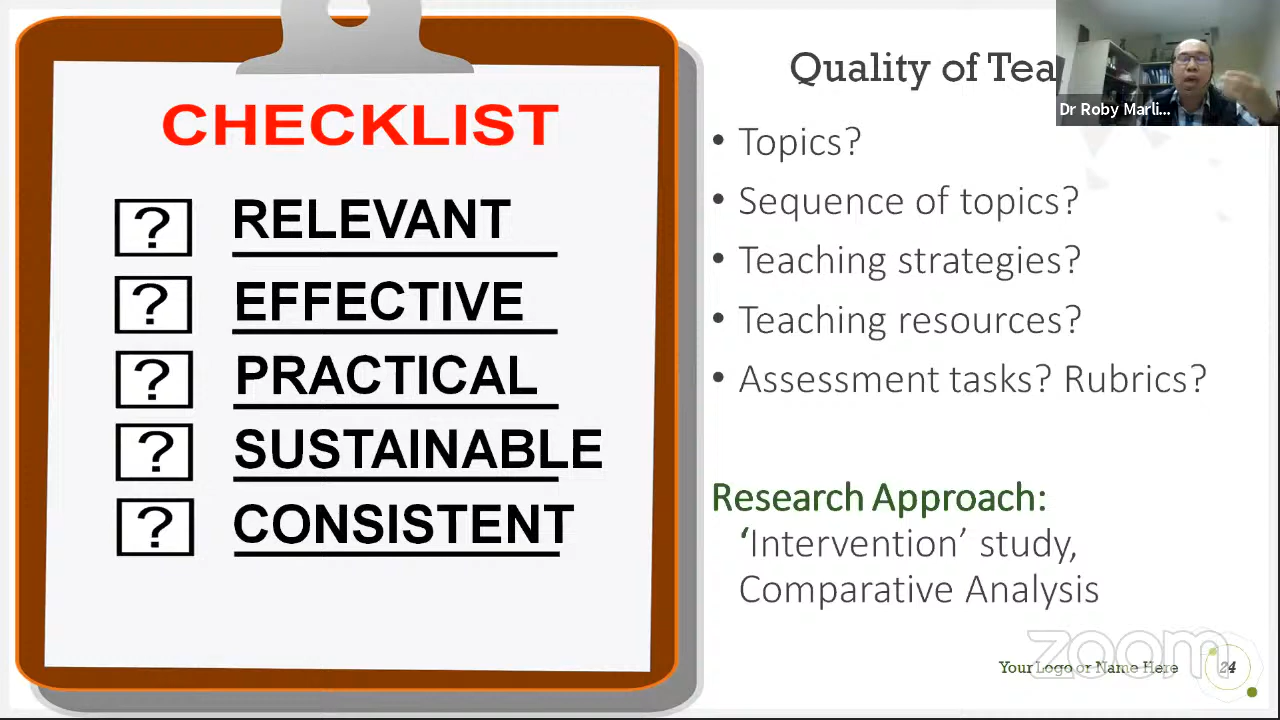 CHECKLIST
? RELEVANT
? EFFECTIVE
? PRACTICAL
? SUSTAINABLE
? CONSISTENT
Quality of Tea
• Topics?
• Sequence of topics?
• Teaching strategies?
• Teaching resources?
• Assessment tasks? Rubrics?
Research Approach:
‘Intervention’ study,
Comparative Analysis
Dr Roby Marli...
zoom
Your Logo or Name Here
24